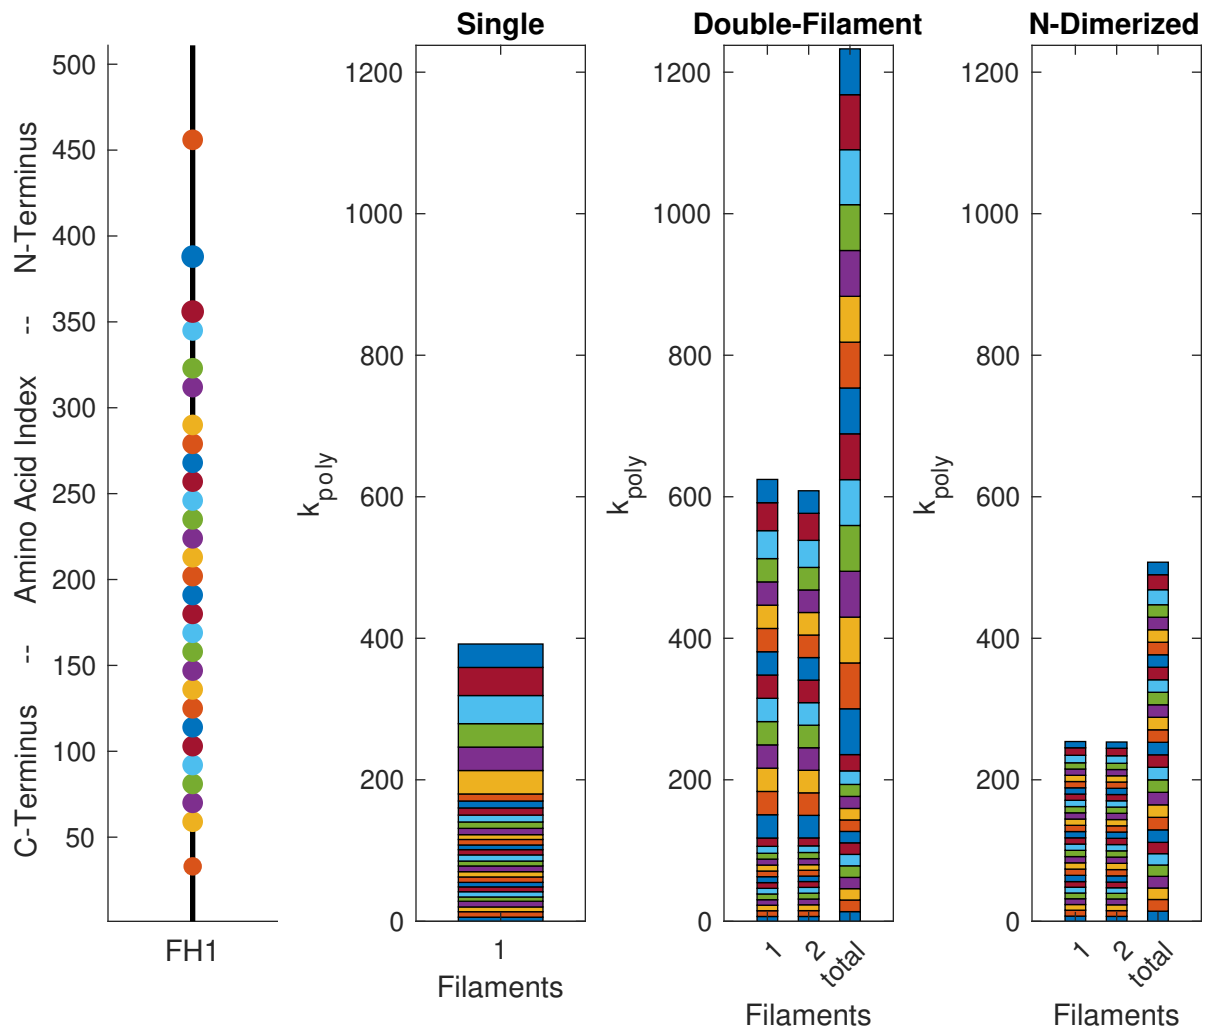 Single
Double-Filament
N-Dimerized
C-Terminus -- Amino Acid Index -- N-Terminus
500
450
400
350
300
250
200
150
100
50
FH1
k_poly
1200
1000
800
600
400
200
0
1
Filaments
k_poly
1200
1000
800
600
400
200
0
1
2
total
Filaments
k_poly
1200
1000
800
600
400
200
0
1
2
total
Filaments